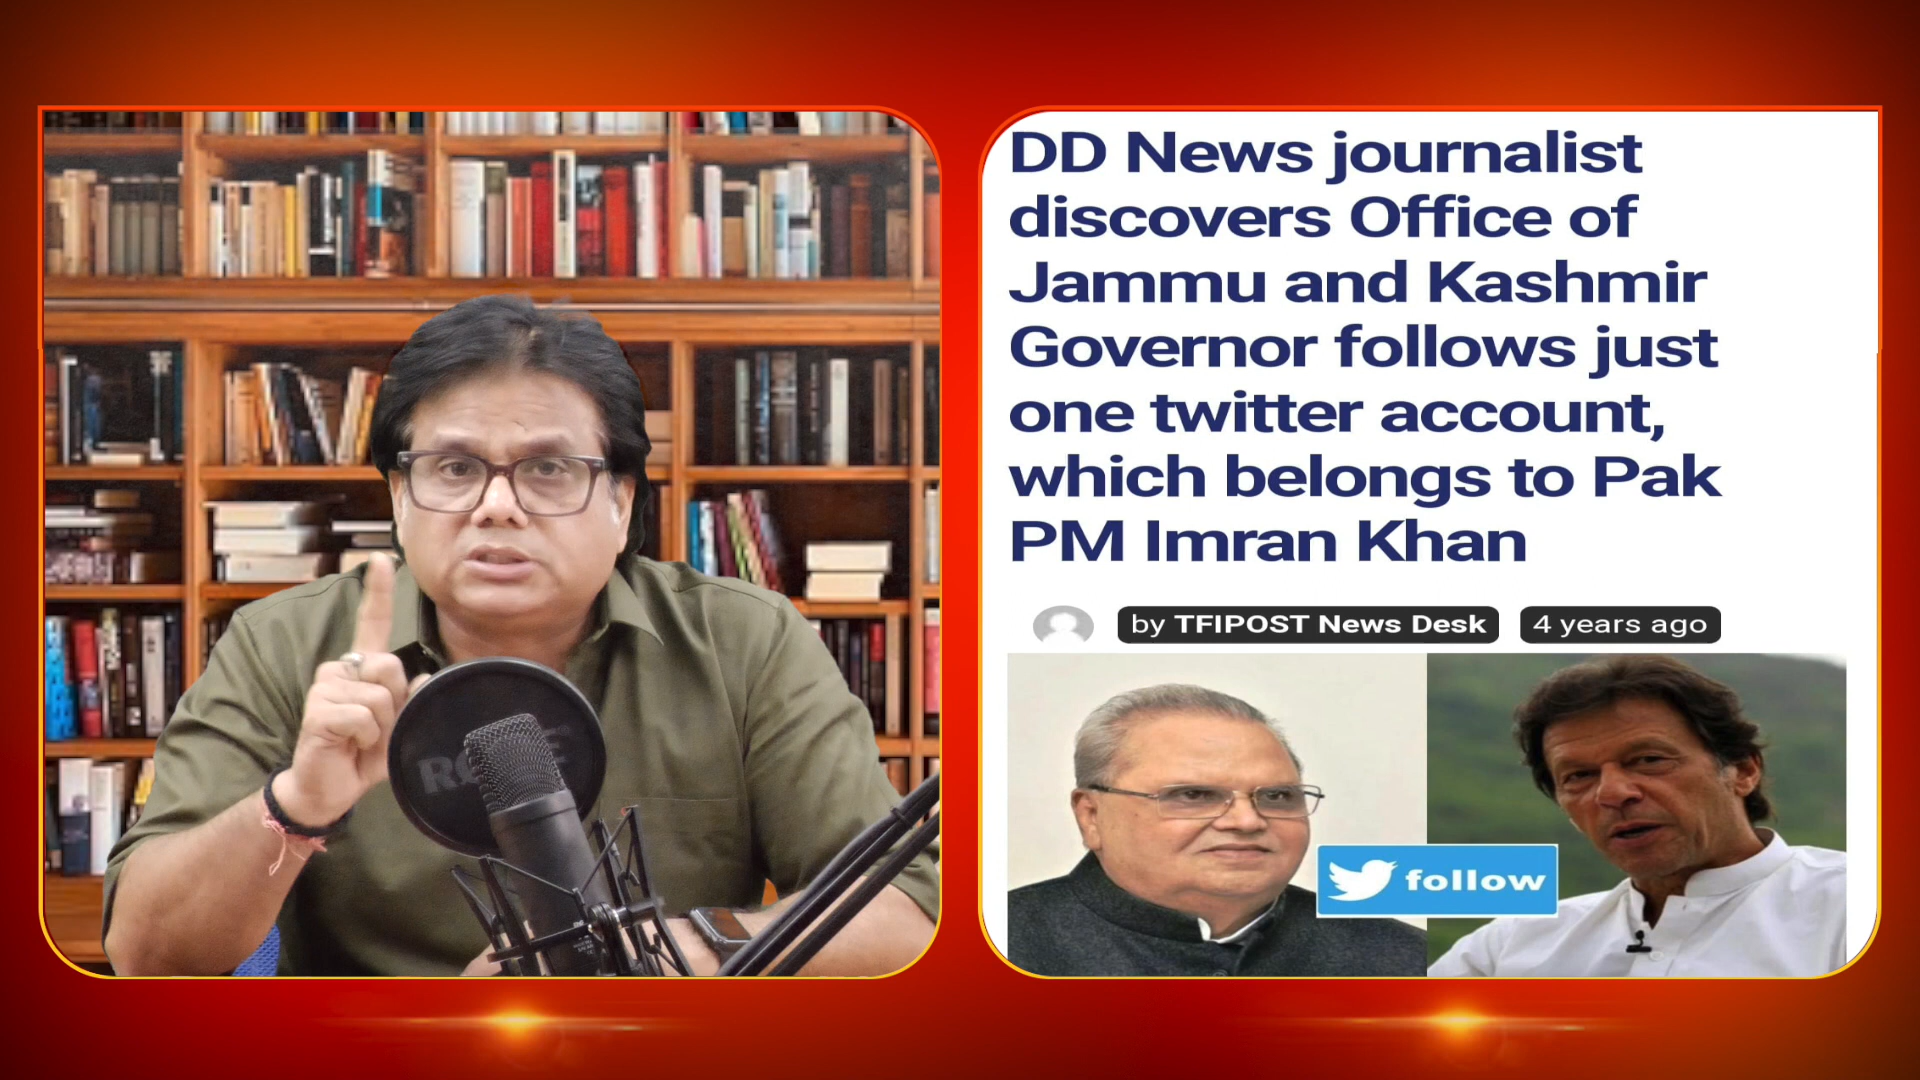 DD News journalist
discovers Office of
Jammu and Kashmir
Governor follows just
one twitter account,
which belongs to Pak
PM Imran Khan
by TFIPOST News Desk 4 years ago
follow